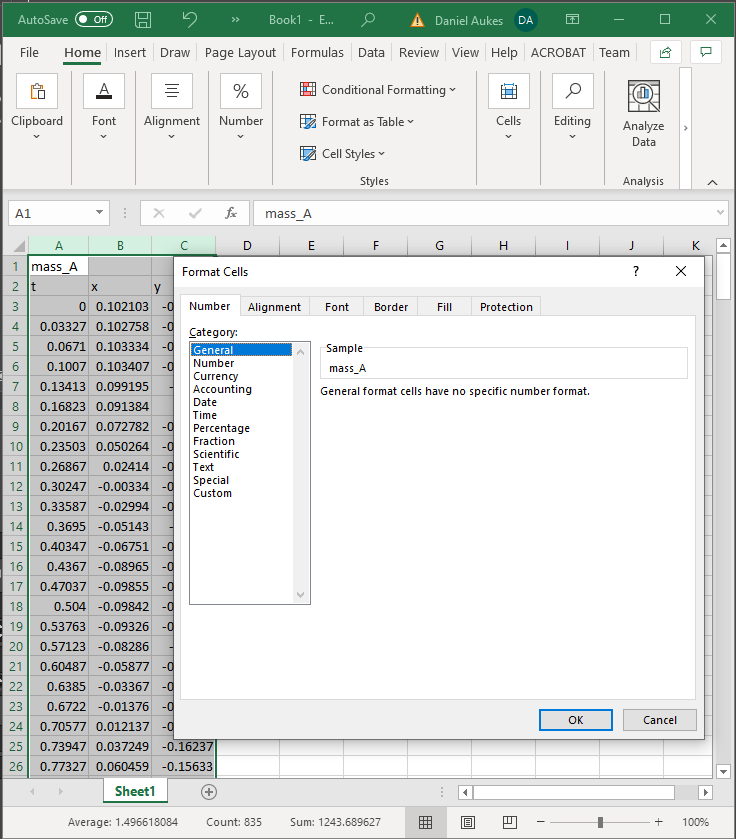 AutoSave Off Book1 - E... Daniel Aukes DA
File Home Insert Draw Page Layout Formulas Data Review View Help ACROBAT Team
Clipboard Font Alignment Number Conditional Formatting Format as Table Cell Styles Cells Editing Analyze Data
Styles Analysis
A1 fx mass_A
A B C D E F G H I J K
1 mass_A
2 t x y
3 0 0.102103 -0
4 0.03327 0.102758 -0
5 0.0671 0.103334 -0
6 0.1007 0.103407 -0
7 0.13413 0.099195 -
8 0.16823 0.091384
9 0.20167 0.072782 -0
10 0.23503 0.050264 -0
11 0.26867 0.02414 -0
12 0.30247 -0.00334 -0
13 0.33587 -0.02994 -0
14 0.3695 -0.05143 -
15 0.40347 -0.06751 -0
16 0.4367 -0.08965 -0
17 0.47037 -0.09855 -0
18 0.504 -0.09842 -0
19 0.53763 -0.09326 -0
20 0.57123 -0.08286 -
21 0.60487 -0.05877 -0
22 0.6385 -0.03367 -0
23 0.6722 -0.01376 -0
24 0.70577 0.012137 -0
25 0.73947 0.037249 -0.16237
26 0.77327 0.060459 -0.15633
Format Cells ?
Number Alignment Font Border Fill Protection
Category:
General
Number
Currency
Accounting
Date
Time
Percentage
Fraction
Scientific
Text
Special
Custom
Sample
mass_A
General format cells have no specific number format.
OK Cancel
Sheet1
Average: 1.496618084 Count: 835 Sum: 1243.689627 100%